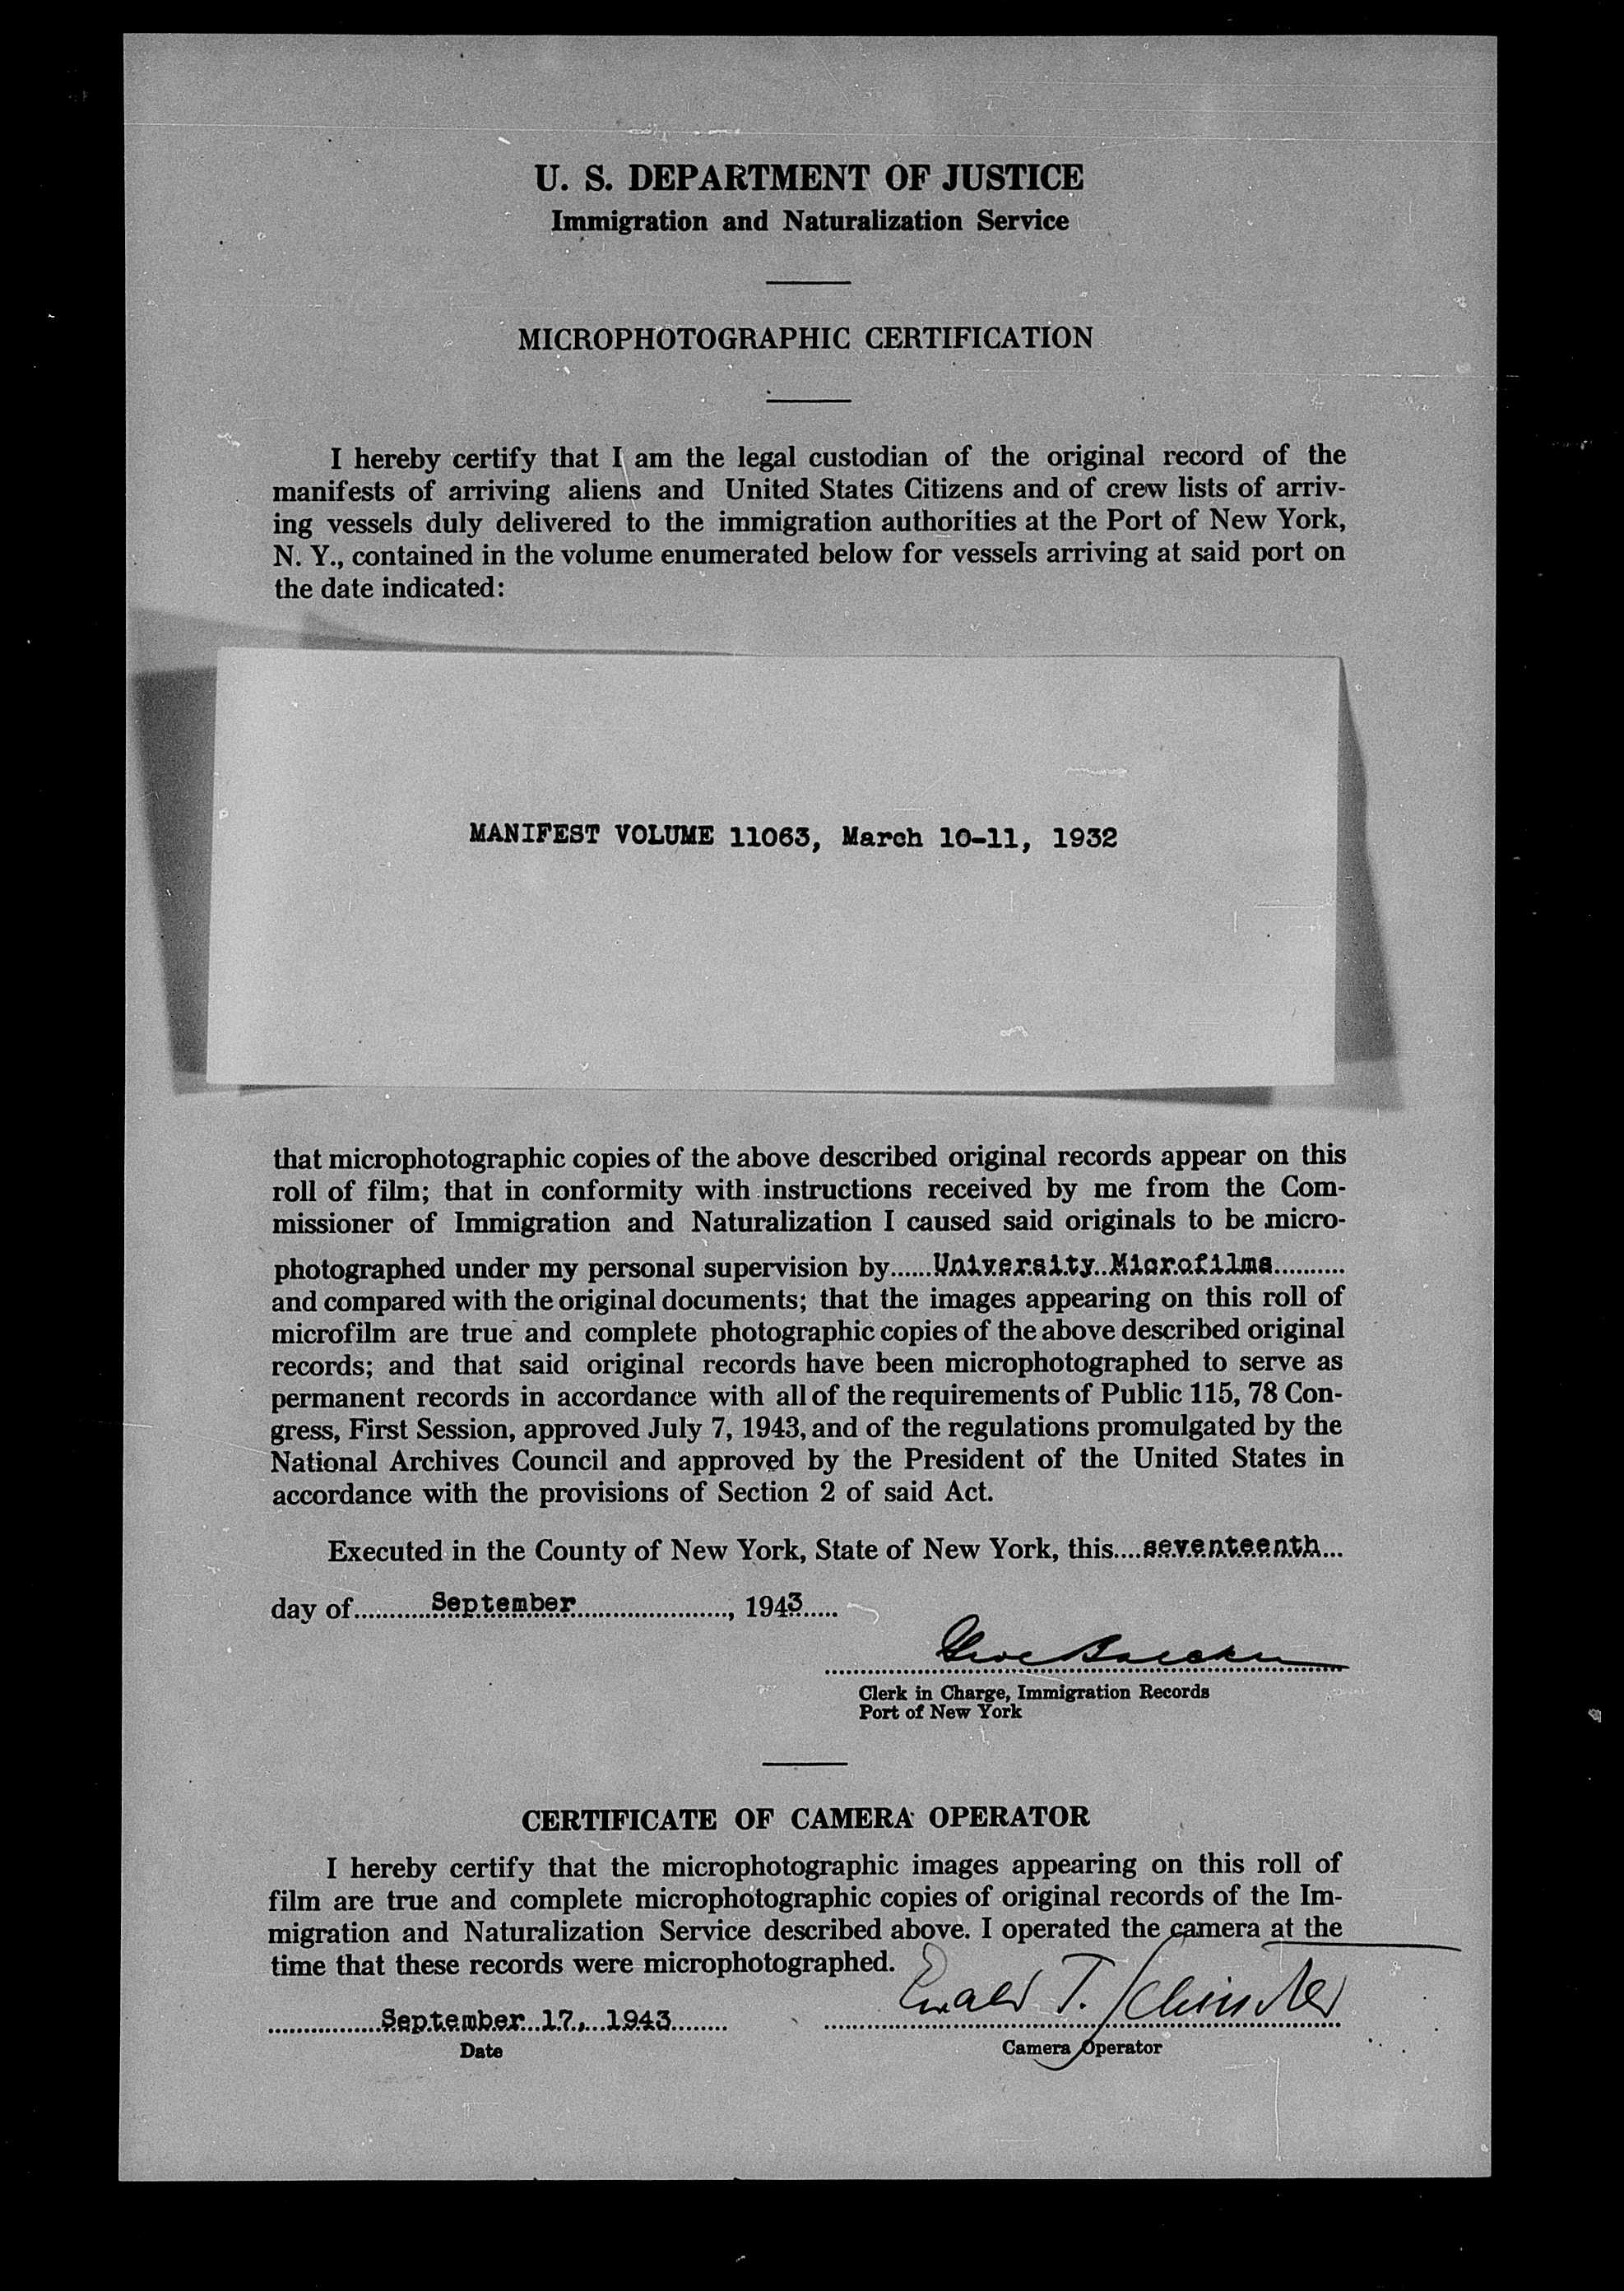 U. S. DEPARTMENT OF JUSTICE
Immigration and Naturalization Service
MICROPHOTOGRAPHIC CERTIFICATION
I hereby certify that I am the legal custodian of the original record of the
manifests of arriving aliens and United States Citizens and of crew lists of arriv-
ing vessels duly delivered to the immigration authorities at the Port of New York,
N. Y., contained in the volume enumerated below for vessels arriving at said port on
the date indicated:
MANIFEST VOLUME 11063, March 10-11, 1932
that microphotographic copies of the above described original records appear on this
roll of film; that in conformity with instructions received by me from the Com-
missioner of Immigration and Naturalization I caused said originals to be micro-
photographed under my personal supervision by......University Microfilms..........
and compared with the original documents; that the images appearing on this roll of
microfilm are true and complete photographic copies of the above described original
records; and that said original records have been microphotographed to serve as
permanent records in accordance with all of the requirements of Public 115, 78 Con-
gress, First Session, approved July 7, 1943, and of the regulations promulgated by the
National Archives Council and approved by the President of the United States in
accordance with the provisions of Section 2 of said Act.
Executed in the County of New York, State of New York, this....seventeenth...
day of...........September......................, 1943.....
Clerk in Charge, Immigration Records
Port of New York
CERTIFICATE OF CAMERA OPERATOR
I hereby certify that the microphotographic images appearing on this roll of
film are true and complete microphotographic copies of original records of the Im-
migration and Naturalization Service described above. I operated the camera at the
time that these records were microphotographed.
Ewald T.
................September 17, 1943........
Date
Camera Operator